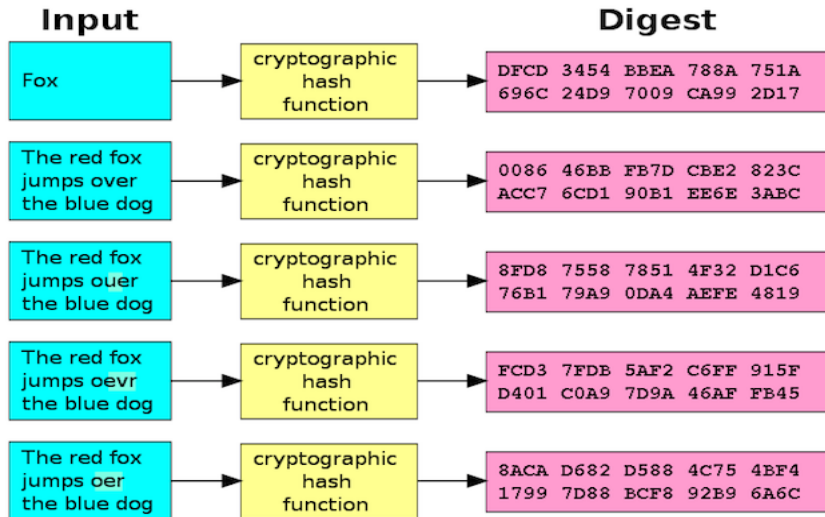 Input
Digest
Fox
cryptographic
hash
function
DFCD 3454 BBEA 788A 751A
696C 24D9 7009 CA99 2D17
The red fox
jumps over
the blue dog
cryptographic
hash
function
0086 46BB FB7D CBE2 823C
ACC7 6CD1 90B1 EE6E 3ABC
The red fox
jumps ouer
the blue dog
cryptographic
hash
function
8FD8 7558 7851 4F32 D1C6
76B1 79A9 0DA4 AEFE 4819
The red fox
jumps oevr
the blue dog
cryptographic
hash
function
FCD3 7FDB 5AF2 C6FF 915F
D401 C0A9 7D9A 46AF FB45
The red fox
jumps oer
the blue dog
cryptographic
hash
function
8ACA D682 D588 4C75 4BF4
1799 7D88 BCF8 92B9 6A6C